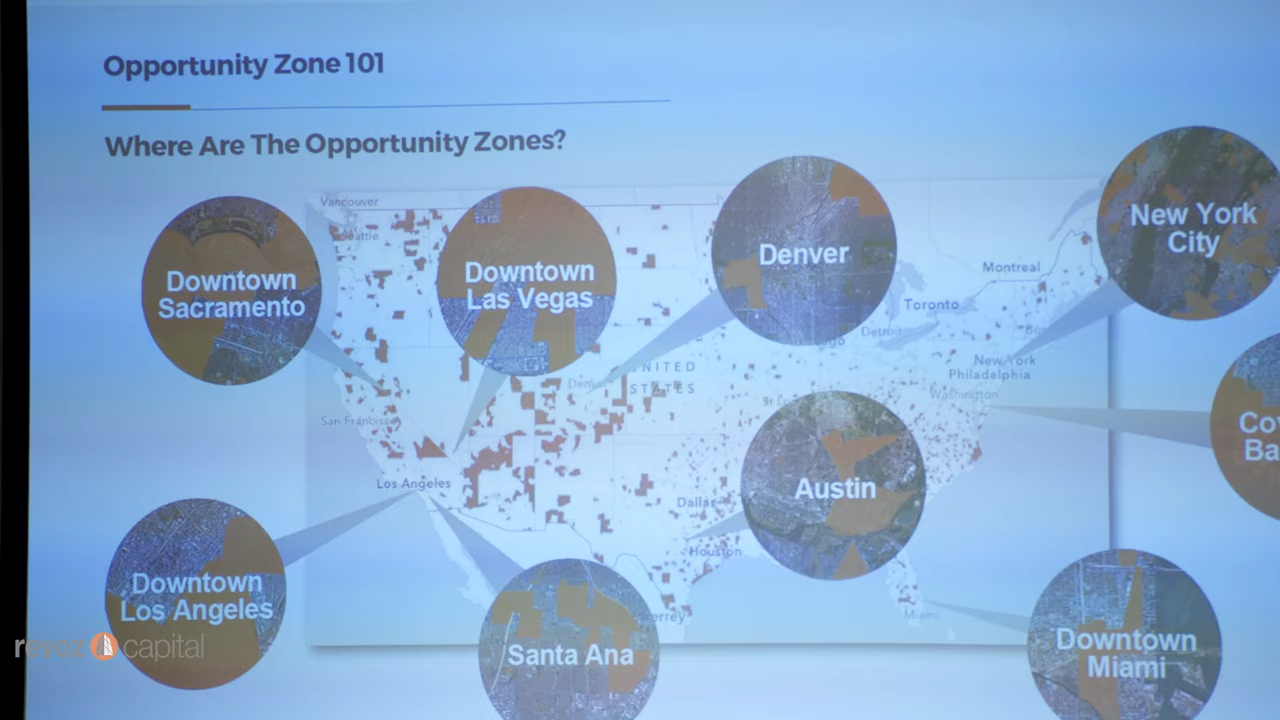 Opportunity Zone 101
Where Are The Opportunity Zones?
Vancouver
Seattle
Downtown
Sacramento
Downtown
Las Vegas
Denver
New York
City
Montreal
Toronto
Detroit
UNITED
STATES
New York
Philadelphia
Washington
San Francisco
Los Angeles
Dallas
Houston
Austin
Downtown
Los Angeles
Santa Ana
Miami
Downtown
Miami
revoz capital